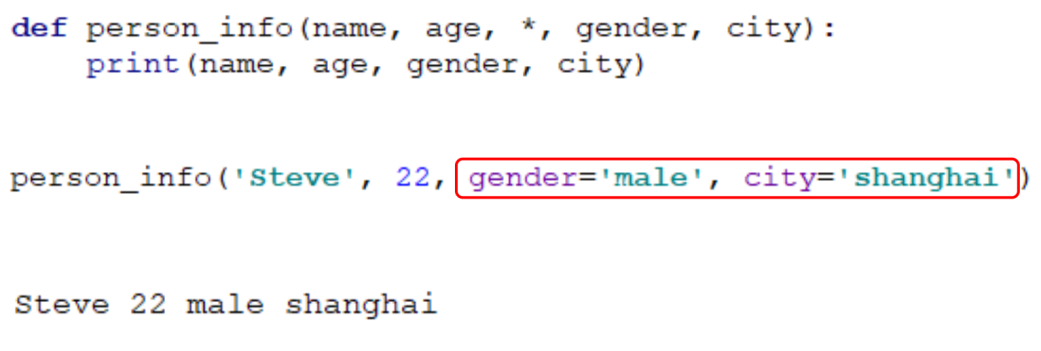 def person_info(name, age, *, gender, city):
    print(name, age, gender, city)
person_info('Steve', 22, gender='male', city='shanghai')
Steve 22 male shanghai